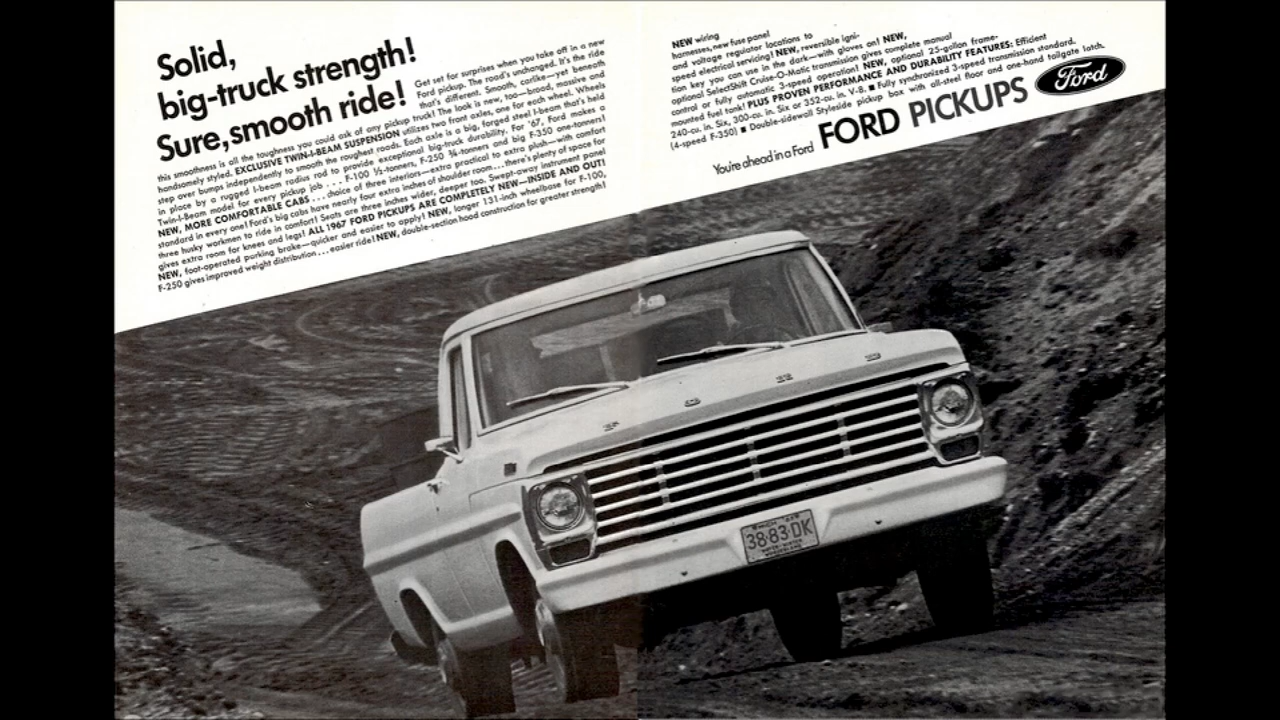 Solid,
big-truck strength!
Sure, smooth ride!
Get set for surprises when you take off in a new
Ford pickup. The road's unchanged. It's the ride
that's different. Smooth, carlike—yet beneath
this smoothness is all the toughness you could ask of any pickup truck! The look is new, too—broad, massive and
handsomely styled. EXCLUSIVE TWIN-I-BEAM SUSPENSION utilizes two front axles, one for each wheel. Wheels
step over bumps independently to smooth the roughest roads. Each axle is a big, forged steel I-beam that's held
in place by a rugged I-beam radius rod to provide exceptional big-truck durability. For '67, Ford makes a
Twin-I-Beam model for every pickup job . . . F-100 ½-tonners, F-250 ¾-tonners and big F-350 one-tonners!
NEW, MORE COMFORTABLE CABS . . . choice of three interiors—extra practical to extra plush—with comfort
standard in every one! Ford's big cabs have nearly four extra inches of shoulder room . . . there's plenty of space for
three husky workmen to ride in comfort! Seats are three inches wider, deeper too. Swept-away instrument panel
gives extra room for knees and legs! ALL 1967 FORD PICKUPS ARE COMPLETELY NEW—INSIDE AND OUT!
NEW, foot-operated parking brake—quicker and easier to apply! NEW, longer 131-inch wheelbase for F-100,
F-250 gives improved weight distribution . . . easier ride! NEW, double-section hood construction for greater strength!
NEW wiring
harnesses, new fuse panel
and voltage regulator locations to
speed electrical servicing! NEW, reversible igni-
tion key you can use in the dark—with gloves on! NEW,
optional SelectShift Cruise-O-Matic transmission gives complete manual
control or fully automatic 3-speed operation! NEW, optional 25-gallon frame-
mounted fuel tank! PLUS PROVEN PERFORMANCE AND DURABILITY FEATURES: Efficient
240-cu. in. Six, 300-cu. in. Six or 352-cu. in. V-8. ■ Fully synchronized 3-speed transmission standard.
(4-speed F-350) ■ Double-sidewall Styleside pickup box with all-steel floor and one-hand tailgate latch.
You're ahead in a Ford FORD PICKUPS Ford
F O R D
MICH 67
38·83·DK
WATER-WINTER
WONDERLAND